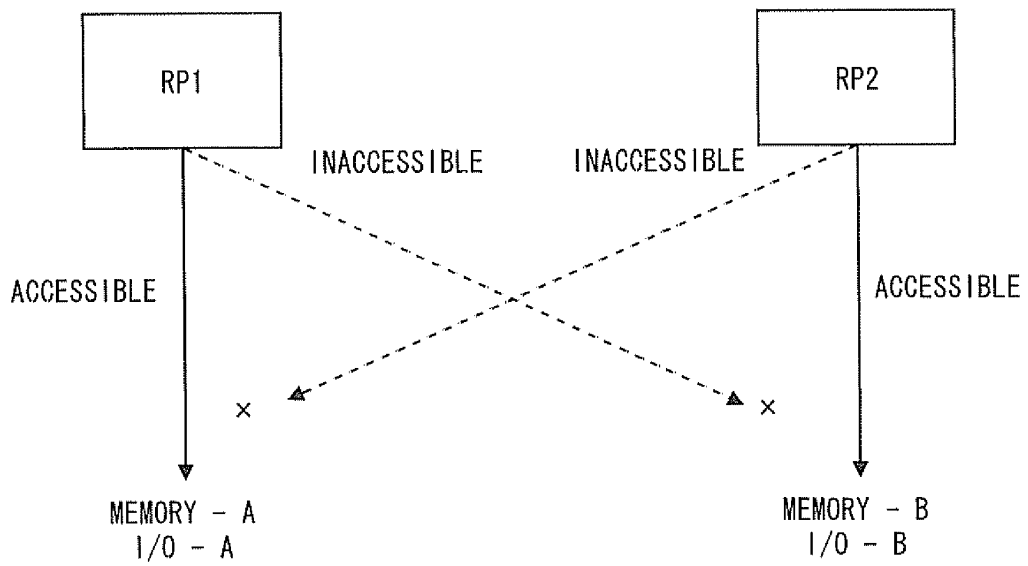 RP1
RP2
INACCESSIBLE
INACCESSIBLE
ACCESSIBLE
ACCESSIBLE
×
×
MEMORY - A
I/O - A
MEMORY - B
I/O - B